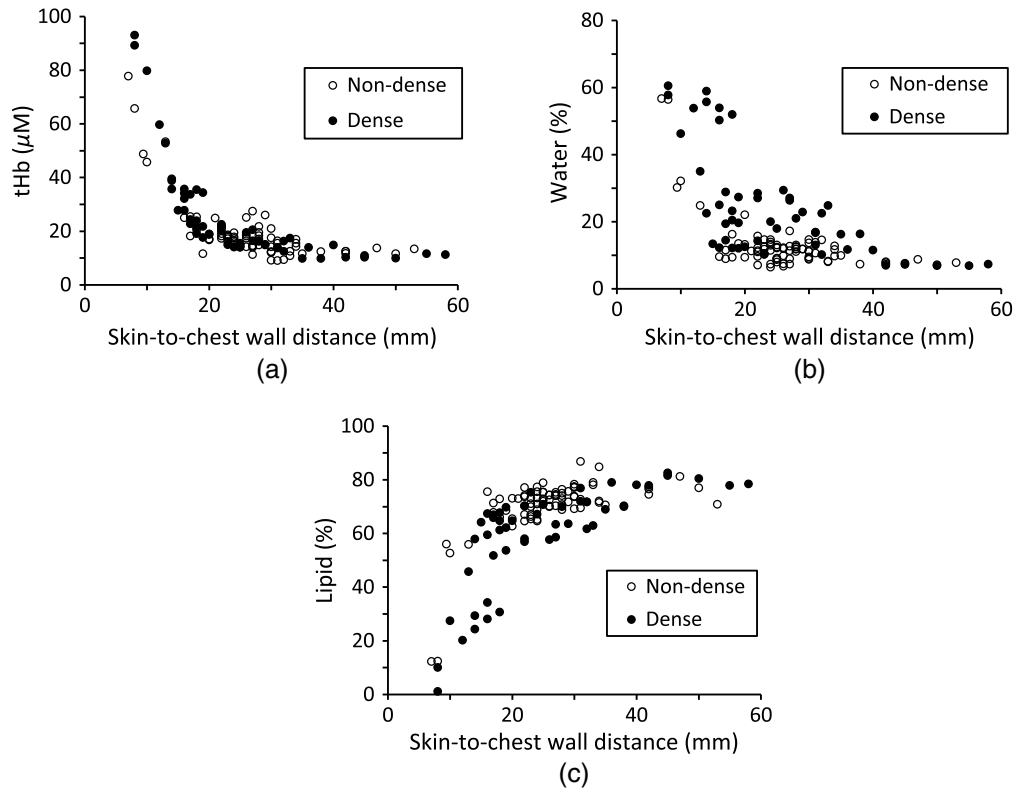 100
80
60
40
20
0
tHb (μM)
Non-dense
Dense
0 20 40 60
Skin-to-chest wall distance (mm)
(a)
80
60
40
20
0
Water (%)
Non-dense
Dense
0 20 40 60
Skin-to-chest wall distance (mm)
(b)
100
80
60
40
20
0
Lipid (%)
Non-dense
Dense
0 20 40 60
Skin-to-chest wall distance (mm)
(c)